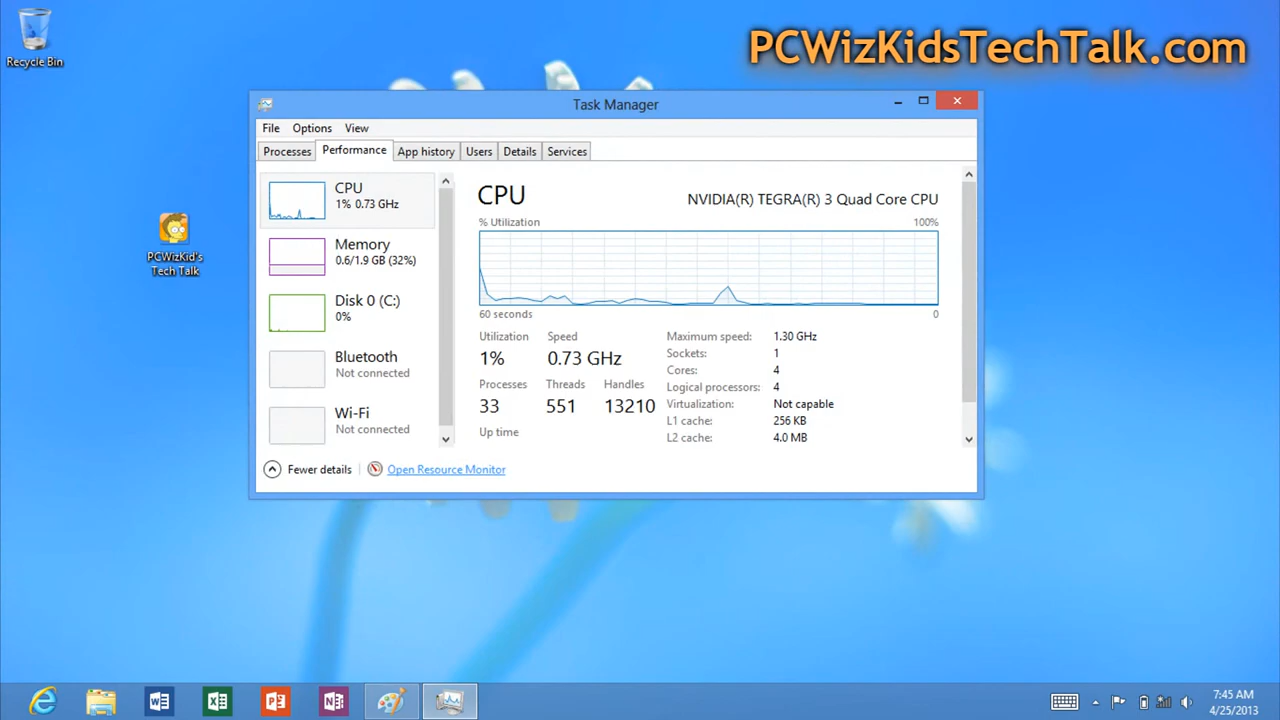 Recycle Bin
PCWizKidsTechTalk.com
Task Manager
File Options View
Processes Performance App history Users Details Services
CPU
1% 0.73 GHz
Memory
0.6/1.9 GB (32%)
Disk 0 (C:)
0%
Bluetooth
Not connected
Wi-Fi
Not connected
CPU NVIDIA(R) TEGRA(R) 3 Quad Core CPU
% Utilization 100%
60 seconds 0
Utilization Speed
1% 0.73 GHz
Processes Threads Handles
33 551 13210
Up time
Maximum speed: 1.30 GHz
Sockets: 1
Cores: 4
Logical processors: 4
Virtualization: Not capable
L1 cache: 256 KB
L2 cache: 4.0 MB
Fewer details Open Resource Monitor
PCWizKid's
Tech Talk
7:45 AM
4/25/2013